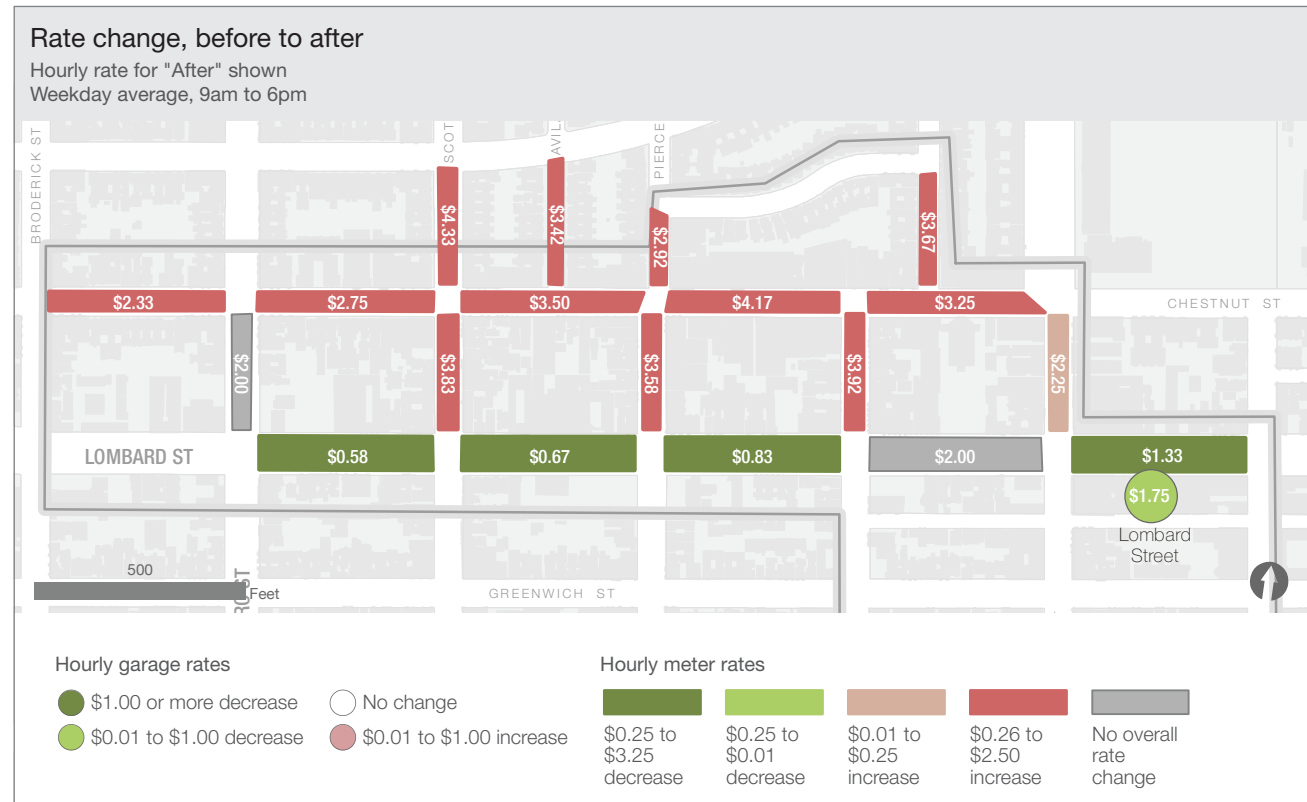 Rate change, before to after
Hourly rate for "After" shown
Weekday average, 9am to 6pm
BRODERICK ST
SCOT
AVIL
PIERCE
$4.33
$3.42
$2.92
$3.67
$2.33
$2.75
$3.50
$4.17
$3.25
CHESTNUT ST
$2.00
$3.83
$3.58
$3.92
$2.25
LOMBARD ST
$0.58
$0.67
$0.83
$2.00
$1.33
$1.75
Lombard
Street
500
Feet
GREENWICH ST
Hourly garage rates
$1.00 or more decrease
No change
$0.01 to $1.00 decrease
$0.01 to $1.00 increase
Hourly meter rates
$0.25 to
$3.25
decrease
$0.25 to
$0.01
decrease
$0.01 to
$0.25
increase
$0.26 to
$2.50
increase
No overall
rate
change